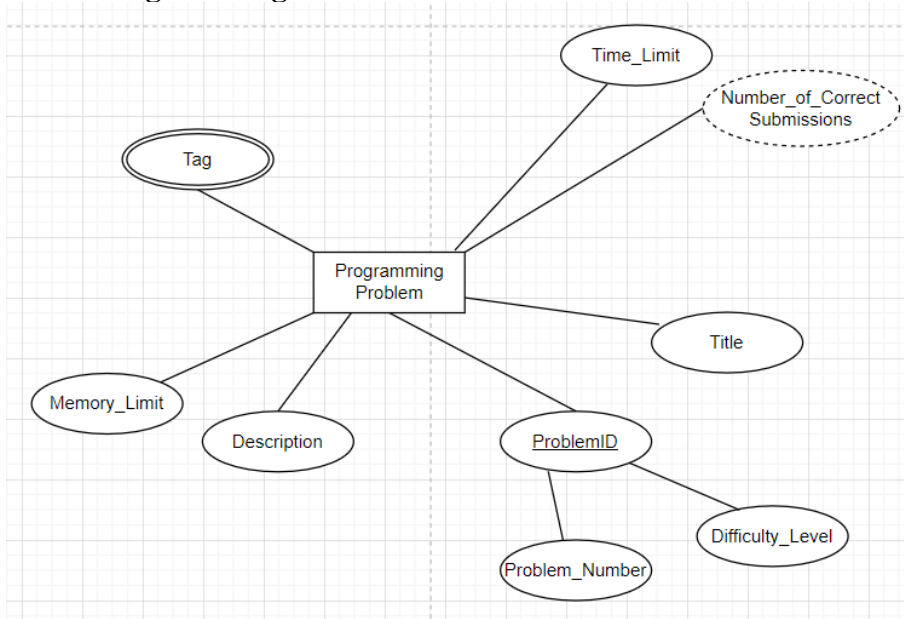 Time_Limit
Number_of_Correct
Submissions
Tag
Programming
Problem
Title
Memory_Limit
Description
ProblemID
Difficulty_Level
Problem_Number